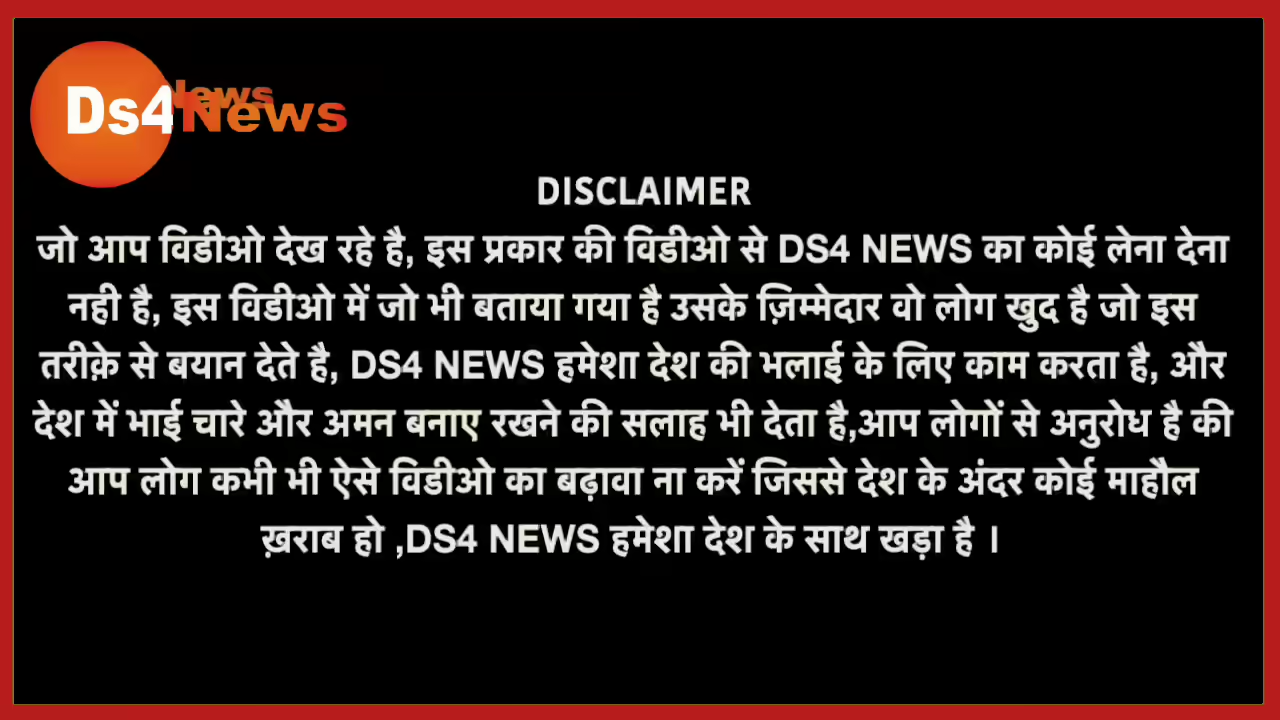 Ds4News
News
DISCLAIMER
जो आप विडीओ देख रहे है, इस प्रकार की विडीओ से DS4 NEWS का कोई लेना देना
नही है, इस विडीओ में जो भी बताया गया है उसके ज़िम्मेदार वो लोग खुद है जो इस
तरीक़े से बयान देते है, DS4 NEWS हमेशा देश की भलाई के लिए काम करता है, और
देश में भाई चारे और अमन बनाए रखने की सलाह भी देता है,आप लोगों से अनुरोध है की
आप लोग कभी भी ऐसे विडीओ का बढ़ावा ना करें जिससे देश के अंदर कोई माहौल
ख़राब हो ,DS4 NEWS हमेशा देश के साथ खड़ा है ।